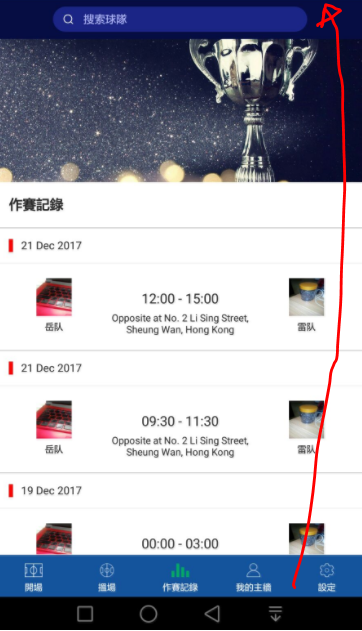 搜索球隊
作賽記錄
21 Dec 2017
12:00 - 15:00
Opposite at No. 2 Li Sing Street,
Sheung Wan, Hong Kong
岳队
雷队
21 Dec 2017
09:30 - 11:30
Opposite at No. 2 Li Sing Street,
Sheung Wan, Hong Kong
岳队
雷队
19 Dec 2017
00:00 - 03:00
開場
搵場
作賽記錄
我的主牆
設定